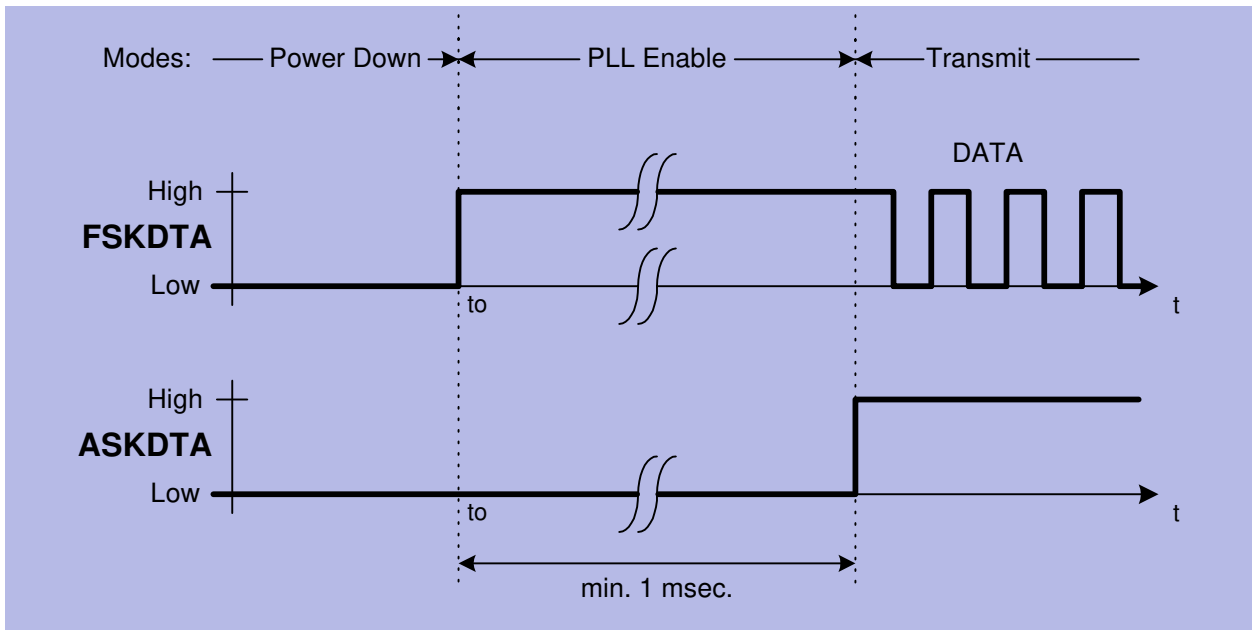 Modes: Power Down PLL Enable Transmit
DATA
High
FSKDTA
Low
to
t
High
ASKDTA
Low
to
t
min. 1 msec.